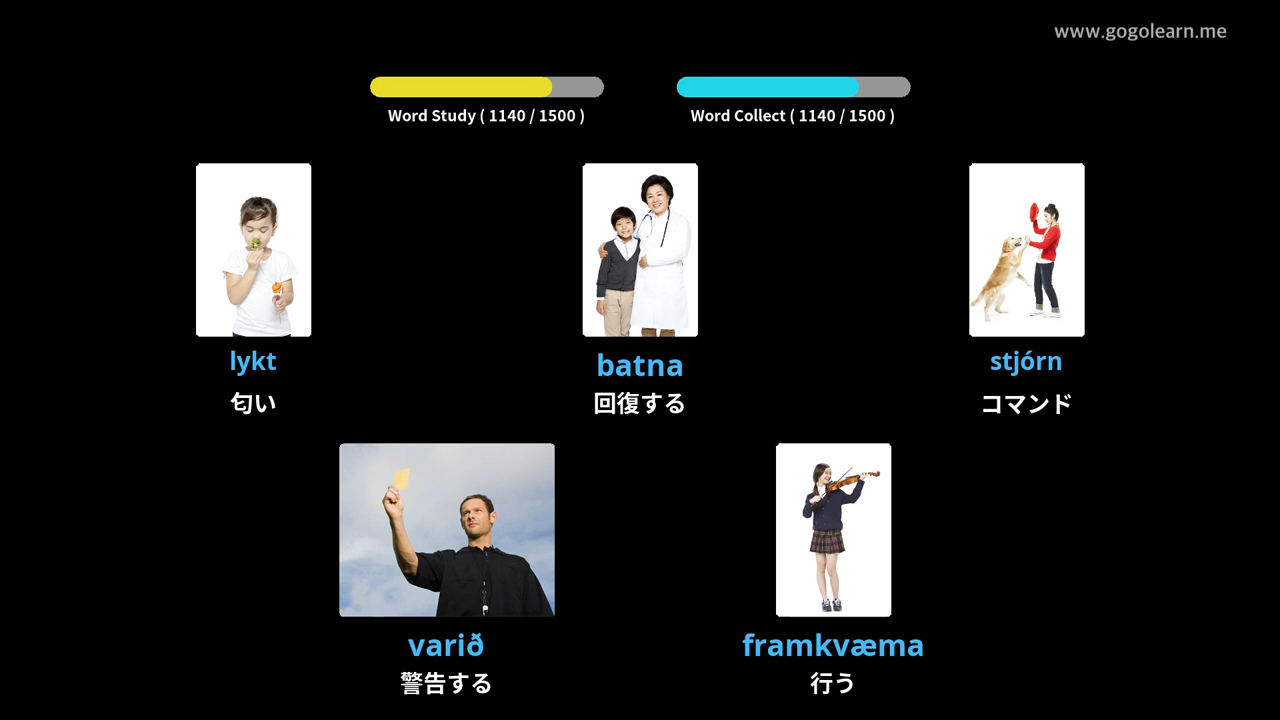 www.gogolearn.me
Word Study ( 1140 / 1500 )
Word Collect ( 1140 / 1500 )
lykt
匂い
batna
回復する
stjórn
コマンド
varið
警告する
framkvæma
行う